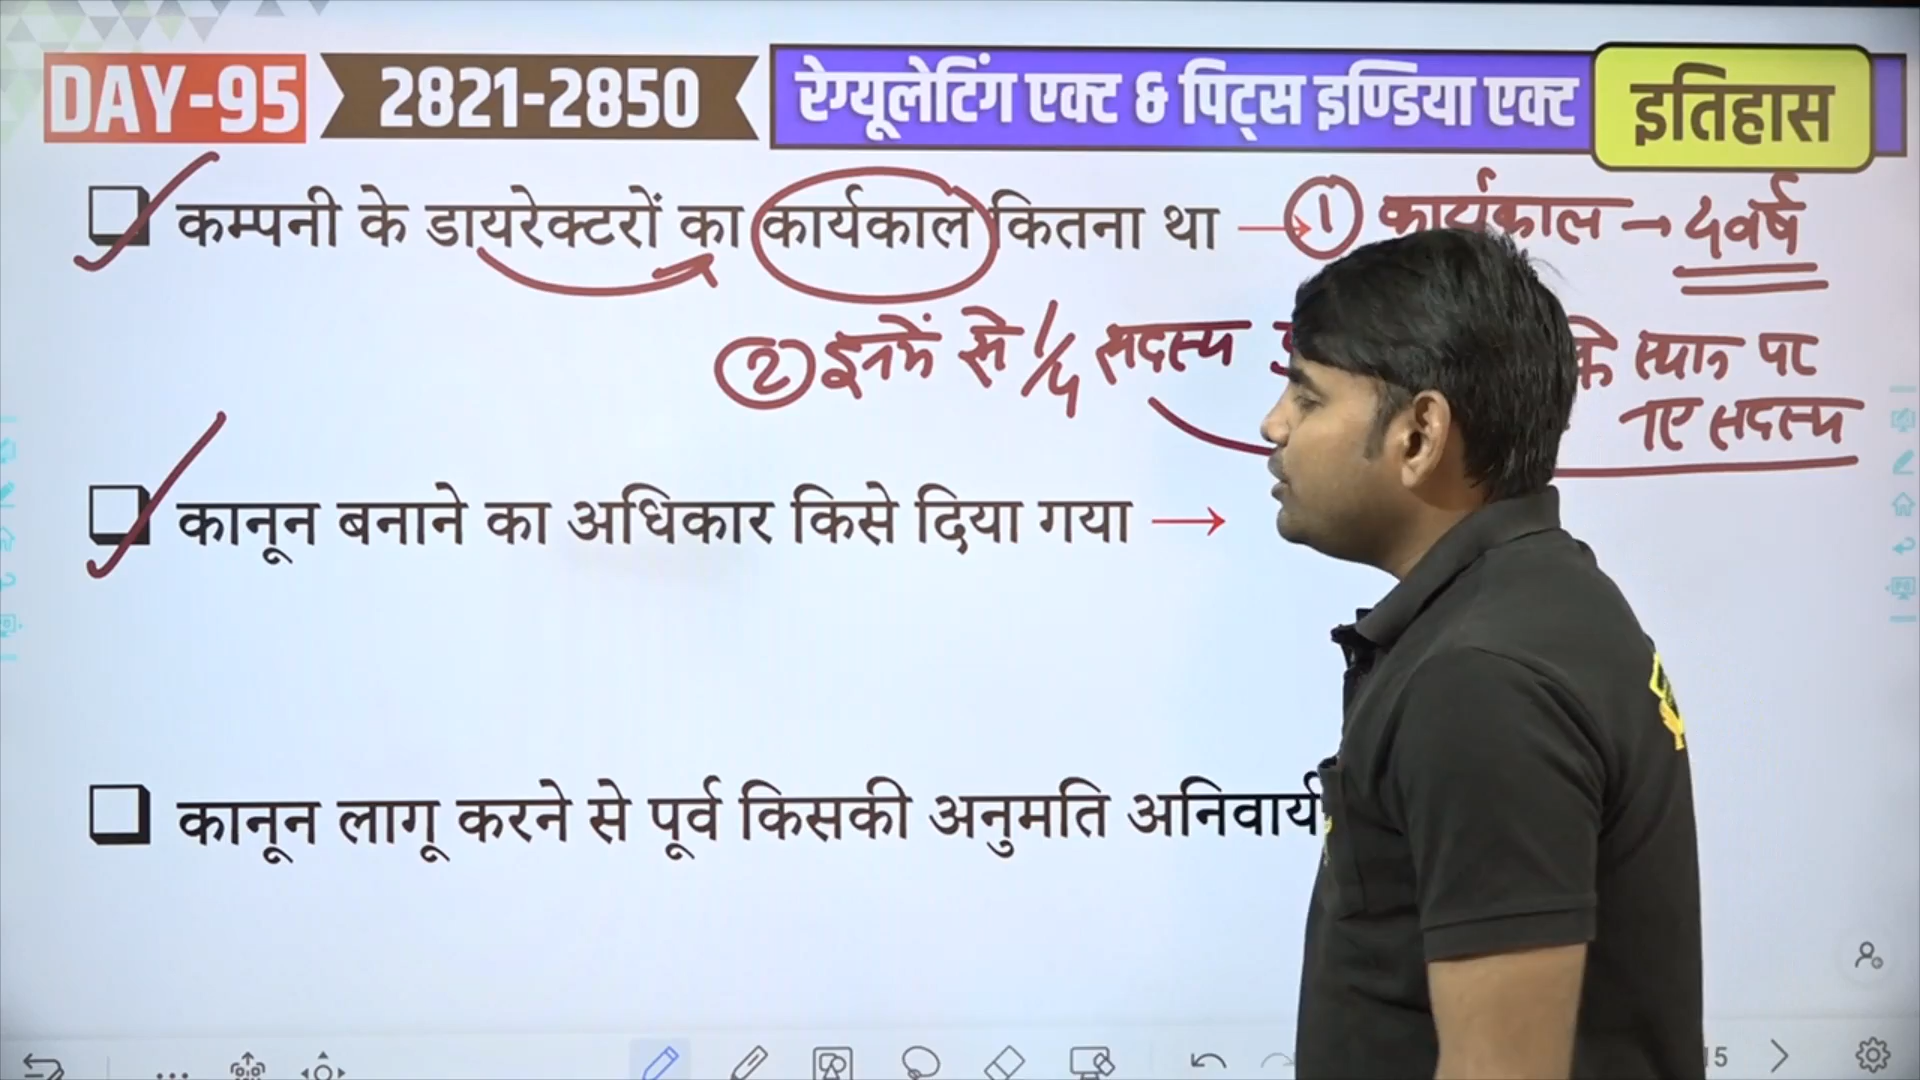 DAY-95 2821-2850 रेग्यूलेटिंग एक्ट & पिट्स इण्डिया एक्ट इतिहास
कम्पनी के डायरेक्टरों का कार्यकाल कितना था → ① कार्यकाल → 4 वर्ष
② इनमें से 1/4 सदस्य के स्थान पर
नए सदस्य
कानून बनाने का अधिकार किसे दिया गया →
कानून लागू करने से पूर्व किसकी अनुमति अनिवार्य
15